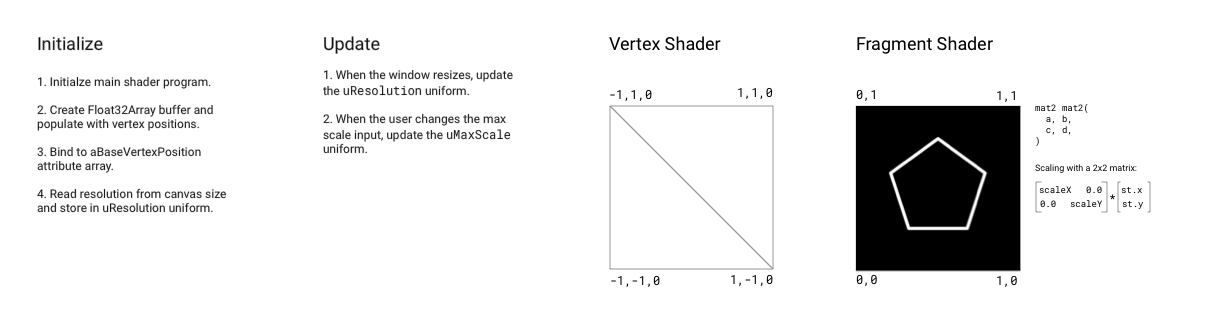 Initialize
1. Initialze main shader program.
2. Create Float32Array buffer and
populate with vertex positions.
3. Bind to aBaseVertexPosition
attribute array.
4. Read resolution from canvas size
and store in uResolution uniform.
Update
1. When the window resizes, update
the uResolution uniform.
2. When the user changes the max
scale input, update the uMaxScale
uniform.
Vertex Shader
-1,1,0 1,1,0
-1,-1,0 1,-1,0
Fragment Shader
0,1 1,1
0,0 1,0
mat2 mat2(
a, b,
c, d,
)
Scaling with a 2x2 matrix:
scaleX 0.0 st.x
0.0 scaleY * st.y